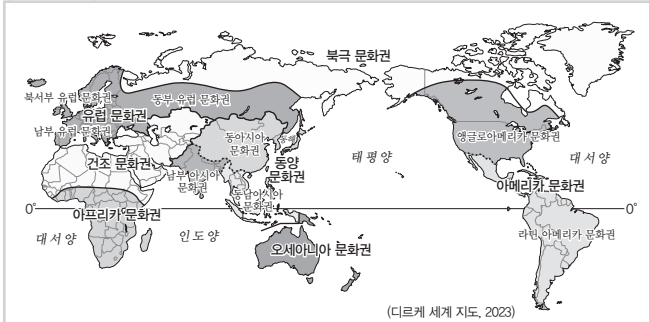 북극 문화권
북서부 유럽 문화권
동부 유럽 문화권
유럽 문화권
남부 유럽 문화권
동아시아
문화권
앵글로아메리카 문화권
건조 문화권
동양
문화권
태평양
대서양
남부 아시아
문화권
동남아시아
문화권
아메리카 문화권
0°
0°
아프리카 문화권
대서양
인도양
라틴 아메리카 문화권
오세아니아 문화권
(디르케 세계 지도, 2023)